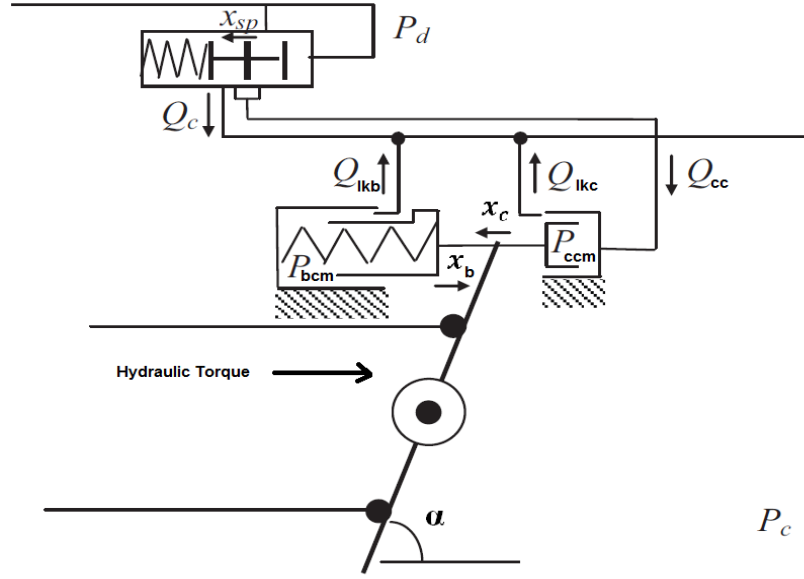 x_sp
P_d
Q_c
Q_lkb
Q_lkc
Q_cc
x_c
P_bcm
x_b
P_ccm
Hydraulic Torque
α
P_c